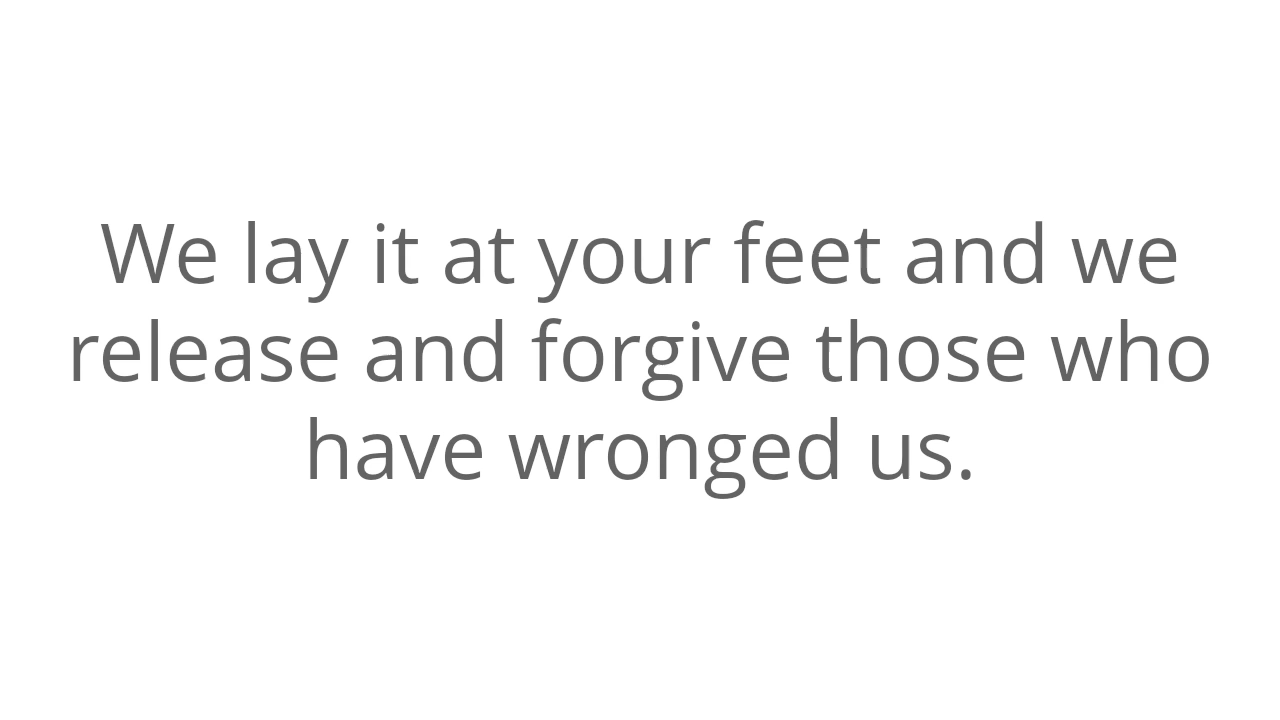 We lay it at your feet and we
release and forgive those who
have wronged us.